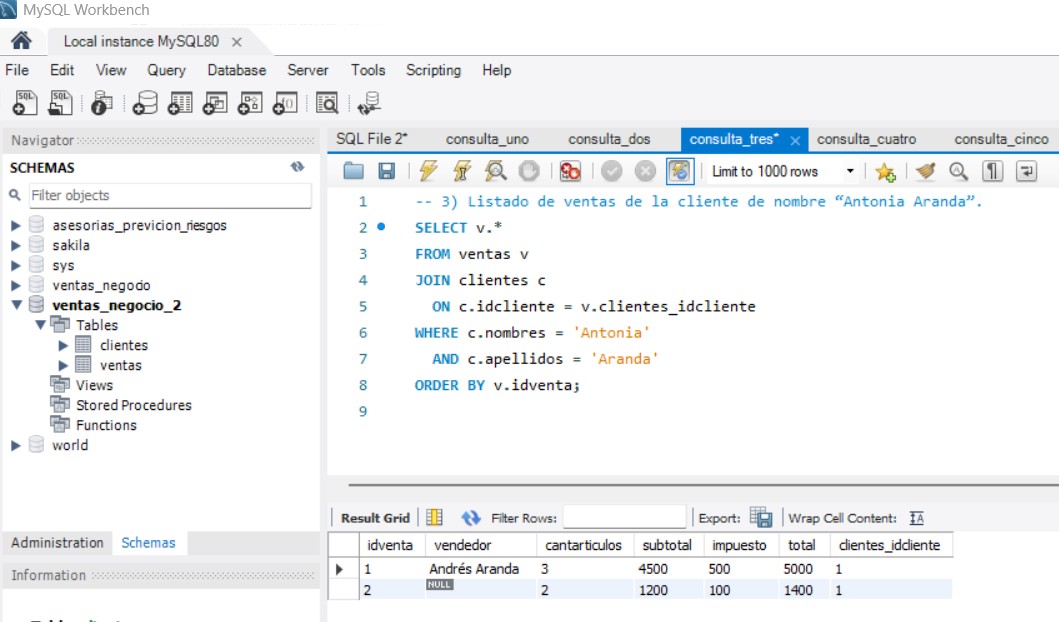 MySQL Workbench
Local instance MySQL80
File Edit View Query Database Server Tools Scripting Help
SQL SQL
Navigator
SCHEMAS
Filter objects
asesorias_previcion_riesgos
sakila
sys
ventas_negodo
ventas_negocio_2
Tables
clientes
ventas
Views
Stored Procedures
Functions
world
Administration Schemas
Information
SQL File 2* consulta_uno consulta_dos consulta_tres* consulta_cuatro consulta_cinco
Limit to 1000 rows
1 -- 3) Listado de ventas de la cliente de nombre “Antonia Aranda”.
2 SELECT v.*
3 FROM ventas v
4 JOIN clientes c
5 ON c.idcliente = v.clientes_idcliente
6 WHERE c.nombres = 'Antonia'
7 AND c.apellidos = 'Aranda'
8 ORDER BY v.idventa;
9
Result Grid Filter Rows: Export: Wrap Cell Content: IA
idventa vendedor cantarticulos subtotal impuesto total clientes_idcliente
1 Andrés Aranda 3 4500 500 5000 1
2 NULL 2 1200 100 1400 1